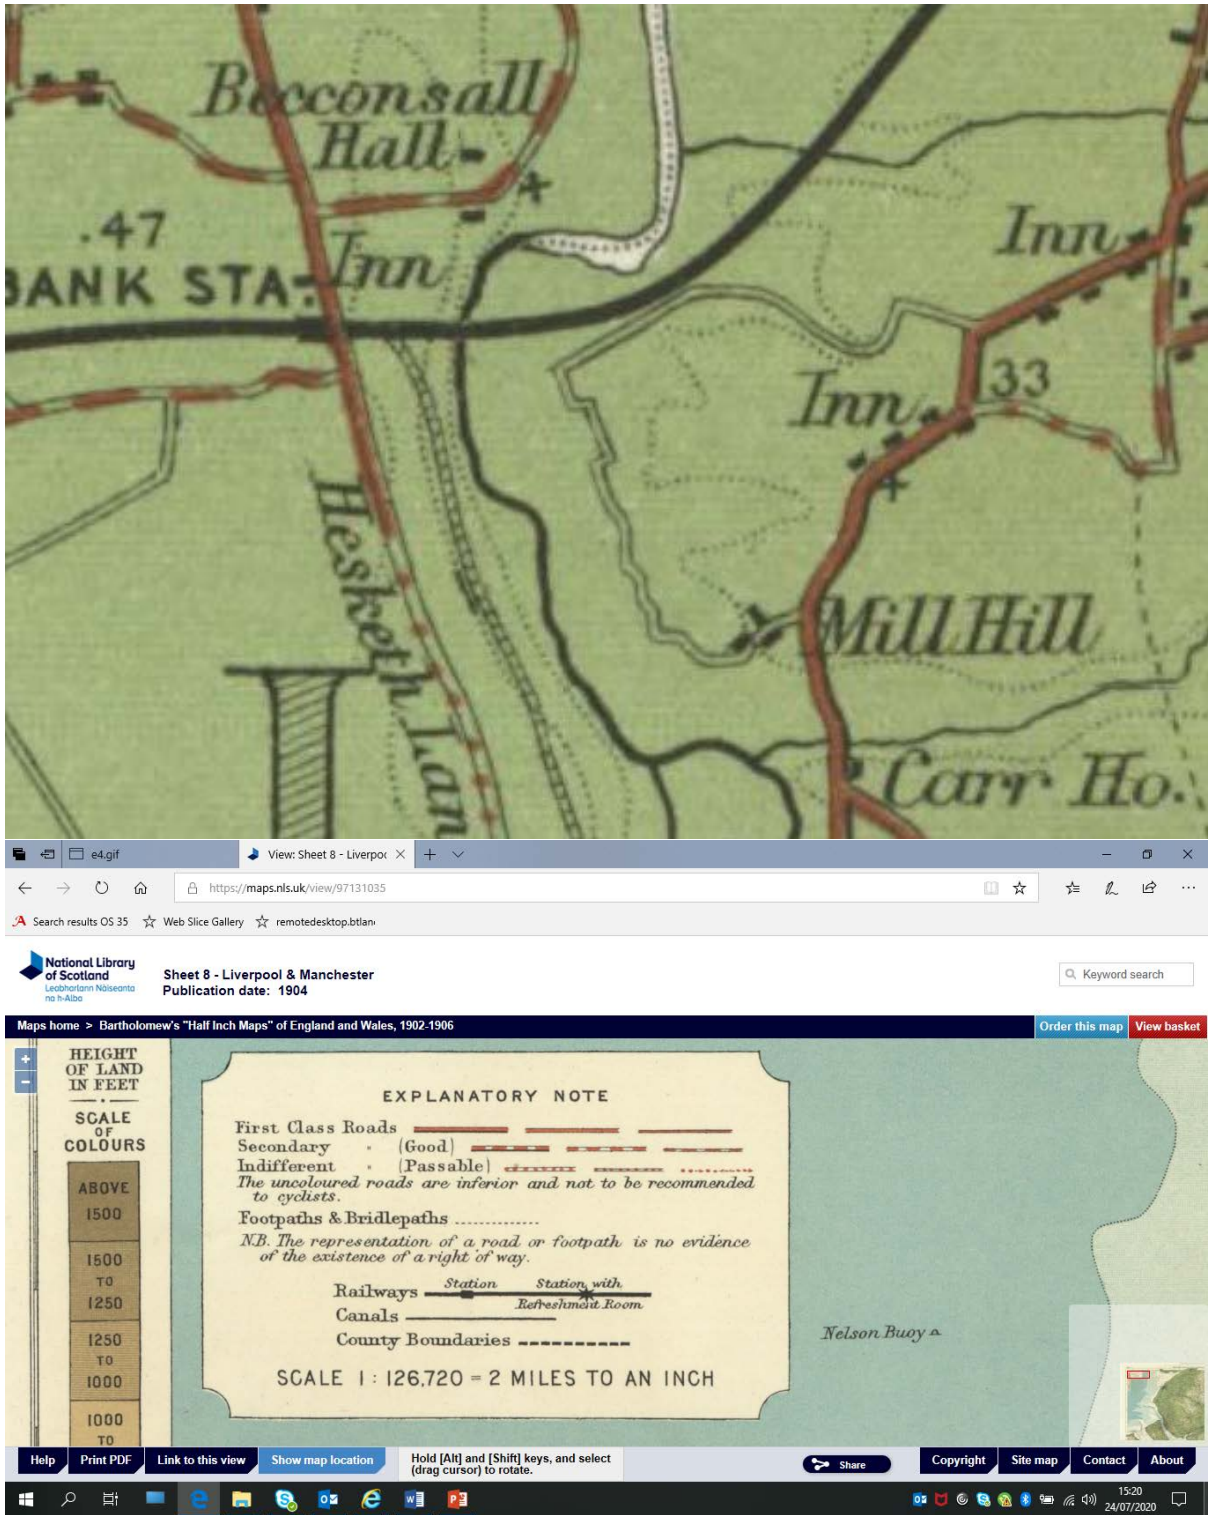 Becconsall
Hall
.47
Inn
BANK STA.
Inn
33
Inn
Hesketh Lan
Mill Hill
Carr Ho.
e4.gif
View: Sheet 8 - Liverpoo
https://maps.nls.uk/view/97131035
Search results OS 35
Web Slice Gallery
remotedesktop.btlan
National Library
of Scotland
Leabharlann Nàiseanta
na h-Alba
Sheet 8 - Liverpool & Manchester
Publication date: 1904
Keyword search
Maps home > Bartholomew's "Half Inch Maps" of England and Wales, 1902-1906
Order this map
View basket
HEIGHT
OF LAND
IN FEET
SCALE
OF
COLOURS
ABOVE
1500
1500
TO
1250
1250
TO
1000
1000
TO
EXPLANATORY NOTE
First Class Roads
Secondary " (Good)
Indifferent " (Passable)
The uncoloured roads are inferior and not to be recommended
to cyclists.
Footpaths & Bridlepaths
N.B. The representation of a road or footpath is no evidence
of the existence of a right of way.
Station Station with
Railways
Refreshment Room
Canals
County Boundaries
SCALE 1 : 126,720 = 2 MILES TO AN INCH
Nelson Buoy
Help
Print PDF
Link to this view
Show map location
Hold [Alt] and [Shift] keys, and select
(drag cursor) to rotate.
Share
Copyright
Site map
Contact
About
15:20
24/07/2020